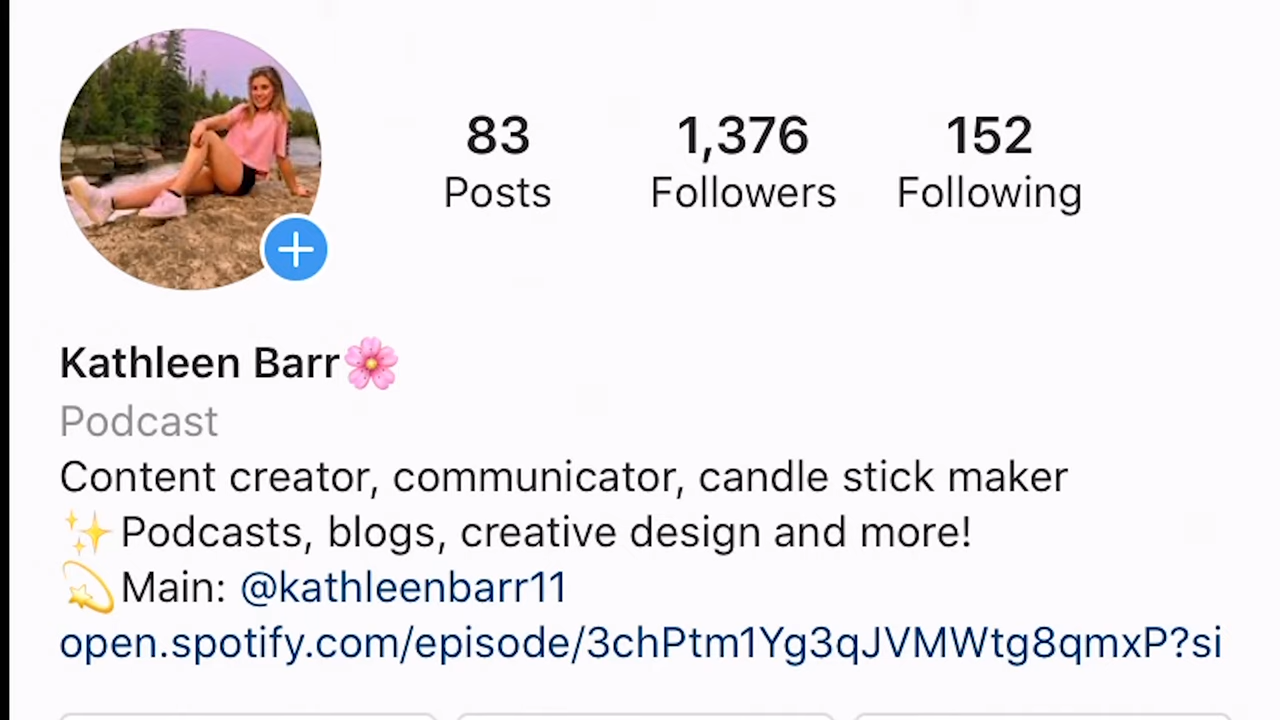 83 1,376 152
Posts Followers Following
Kathleen Barr🌸
Podcast
Content creator, communicator, candle stick maker
✨Podcasts, blogs, creative design and more!
💫Main: @kathleenbarr11
open.spotify.com/episode/3chPtm1Yg3qJVMWtg8qmxP?si